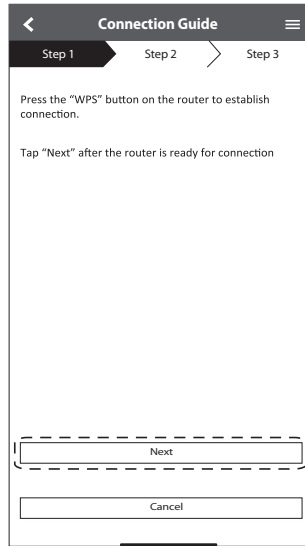 Connection Guide
Step 1 Step 2 Step 3
Press the “WPS” button on the router to establish
connection.
Tap “Next” after the router is ready for connection
Next
Cancel